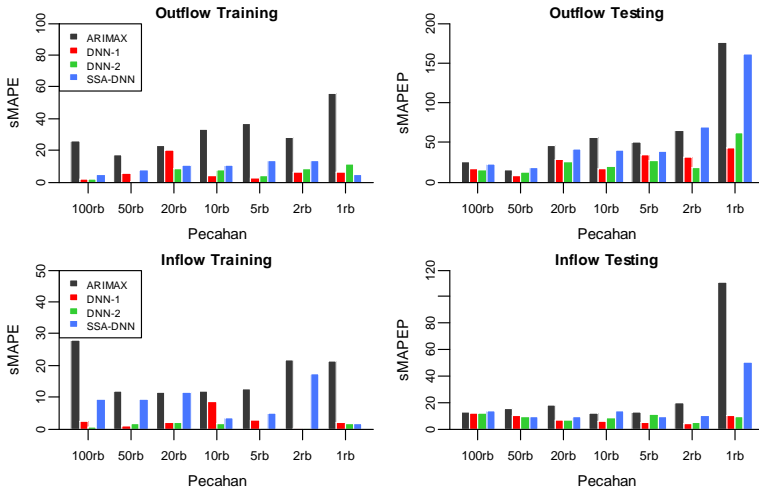 Outflow Training
sMAPE
100
80
60
40
20
0
ARIMAX
DNN-1
DNN-2
SSA-DNN
100rb 50rb 20rb 10rb 5rb 2rb 1rb
Pecahan
Outflow Testing
sMAPEP
200
150
100
50
0
100rb 50rb 20rb 10rb 5rb 2rb 1rb
Pecahan
Inflow Training
sMAPE
50
40
30
20
10
0
ARIMAX
DNN-1
DNN-2
SSA-DNN
100rb 50rb 20rb 10rb 5rb 2rb 1rb
Pecahan
Inflow Testing
sMAPEP
120
80
60
40
20
0
100rb 50rb 20rb 10rb 5rb 2rb 1rb
Pecahan